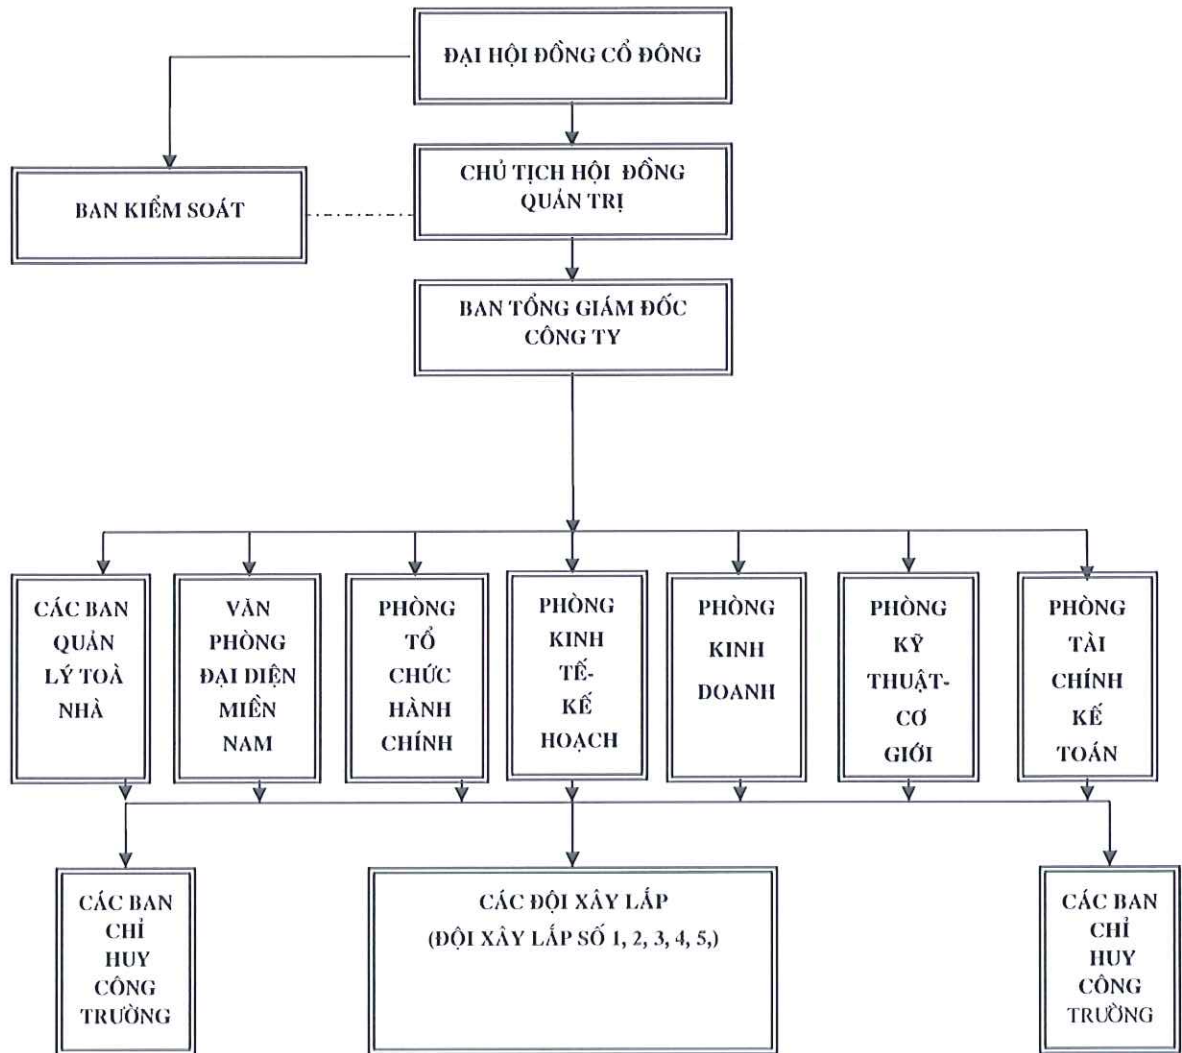 ĐẠI HỘI ĐỒNG CỔ ĐÔNG
CHỦ TỊCH HỘI ĐỒNG
QUẢN TRỊ
BAN KIỂM SOÁT
BAN TỔNG GIÁM ĐỐC
CÔNG TY
CÁC BAN
QUẢN
LÝ TOÀ
NHÀ
VĂN
PHÒNG
ĐẠI DIỆN
MIỀN
NAM
PHÒNG
TỔ
CHỨC
HÀNH
CHÍNH
PHÒNG
KINH
TẾ-
KẾ
HOẠCH
PHÒNG
KINH
DOANH
PHÒNG
KỸ
THUẬT-
CƠ
GIỚI
PHÒNG
TÀI
CHÍNH
KẾ
TOÁN
CÁC BAN
CHỈ
HUY
CÔNG
TRƯỜNG
CÁC ĐỘI XÂY LẮP
(ĐỘI XÂY LẮP SỐ 1, 2, 3, 4, 5,)
CÁC BAN
CHỈ
HUY
CÔNG
TRƯỜNG